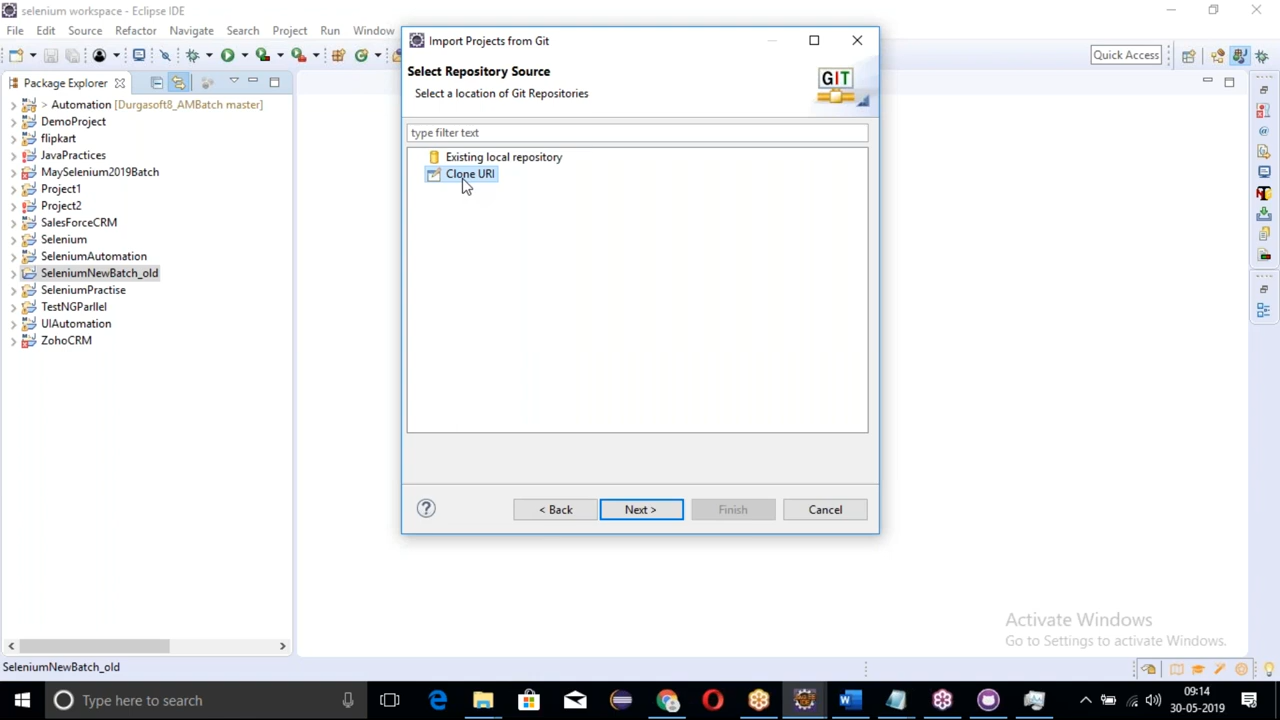 selenium workspace - Eclipse IDE
File Edit Source Refactor Navigate Search Project Run Window
Quick Access
Package Explorer
> Automation [Durgasoft8_AMBatch master]
DemoProject
flipkart
JavaPractices
MaySelenium2019Batch
Project1
Project2
SalesForceCRM
Selenium
SeleniumAutomation
SeleniumNewBatch_old
SeleniumPractise
TestNGParllel
UIAutomation
ZohoCRM
Import Projects from Git
Select Repository Source
Select a location of Git Repositories
GIT
type filter text
Existing local repository
Clone URI
< Back
Next >
Finish
Cancel
Activate Windows
Go to Settings to activate Windows.
SeleniumNewBatch_old
Type here to search
09:14
30-05-2019